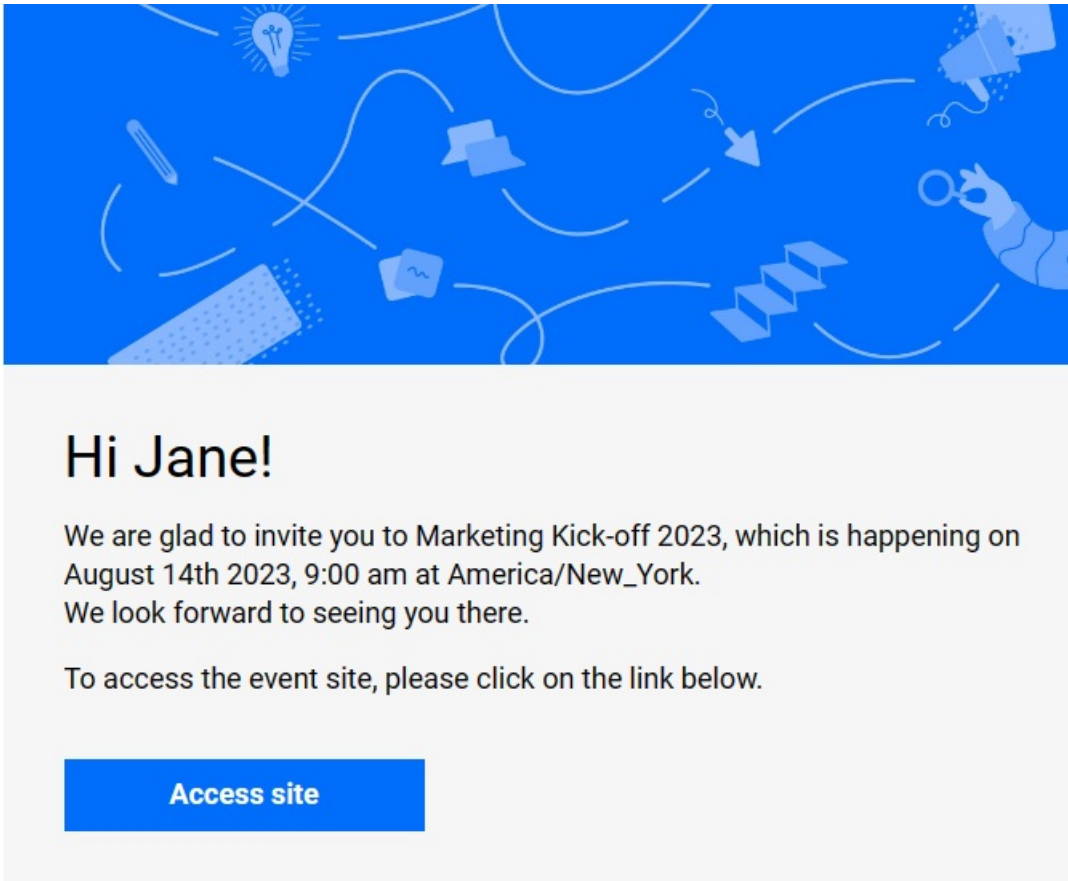 Hi Jane!
We are glad to invite you to Marketing Kick-off 2023, which is happening on
August 14th 2023, 9:00 am at America/New_York.
We look forward to seeing you there.
To access the event site, please click on the link below.
Access site